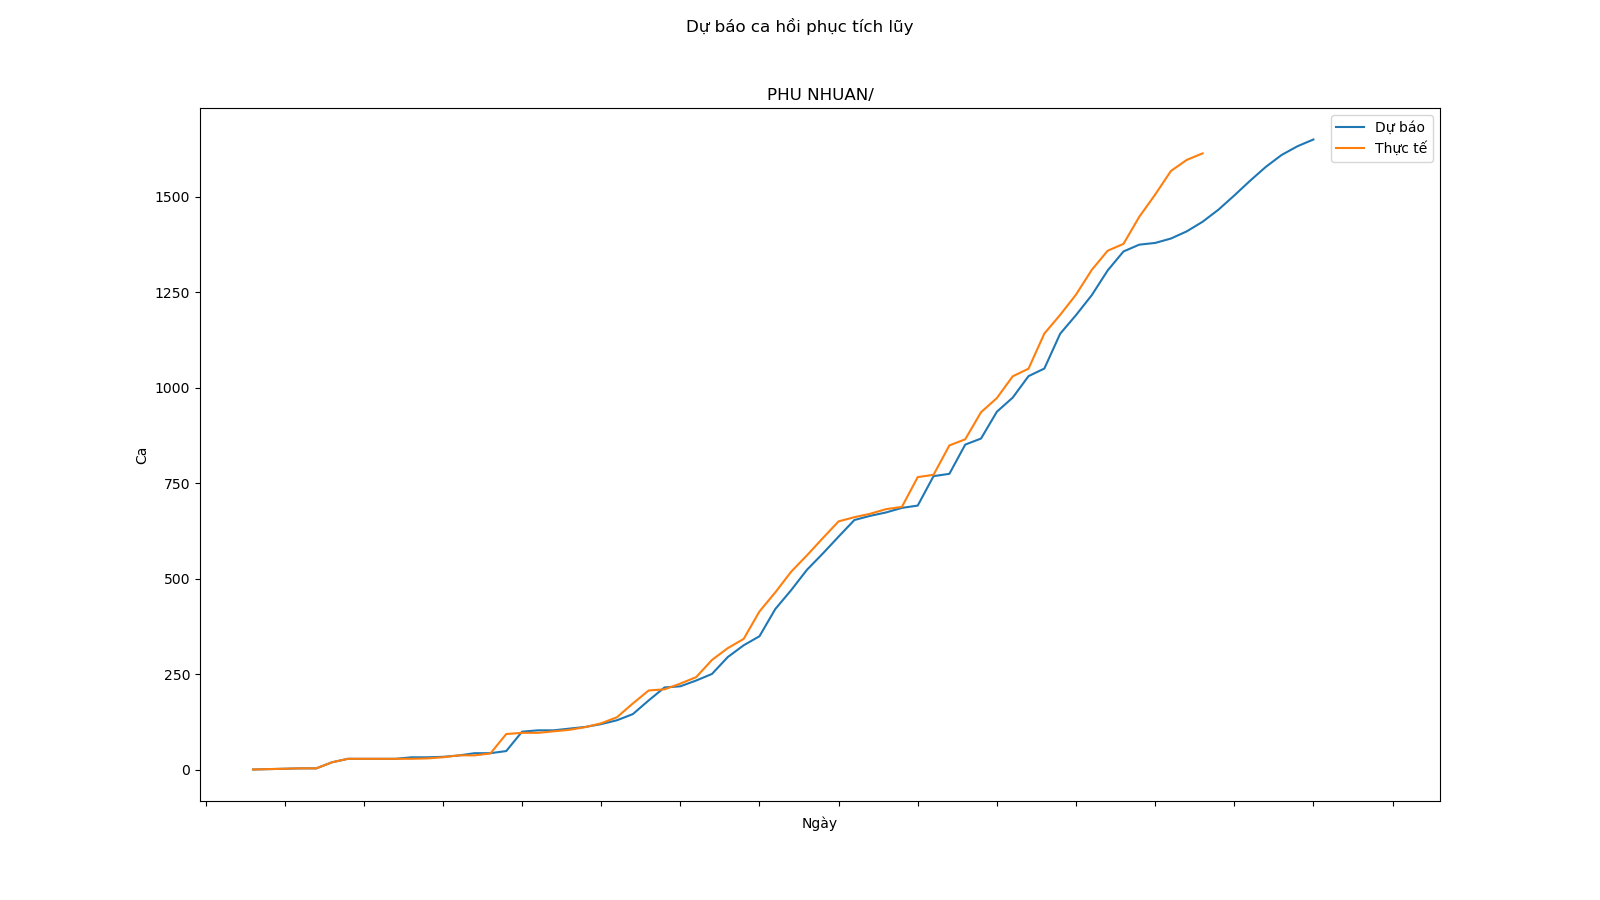 Dự báo ca hồi phục tích lũy
PHU NHUAN/
Dự báo
Thực tế
1500
1250
1000
750
500
250
0
Ca
Ngày